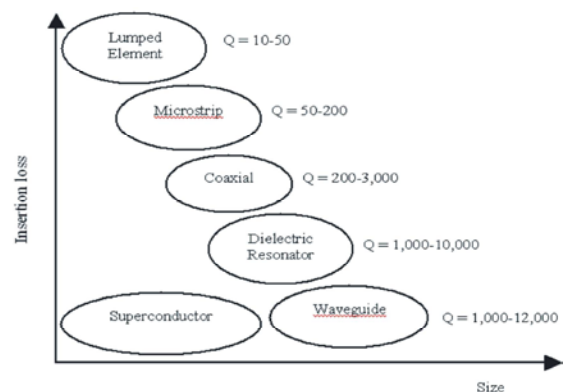 Lumped
Element
Q = 10-50
Microstrip
Q = 50-200
Coaxial
Q = 200-3,000
Dielectric
Resonator
Q = 1,000-10,000
Superconductor
Waveguide
Q = 1,000-12,000
Insertion loss
Size